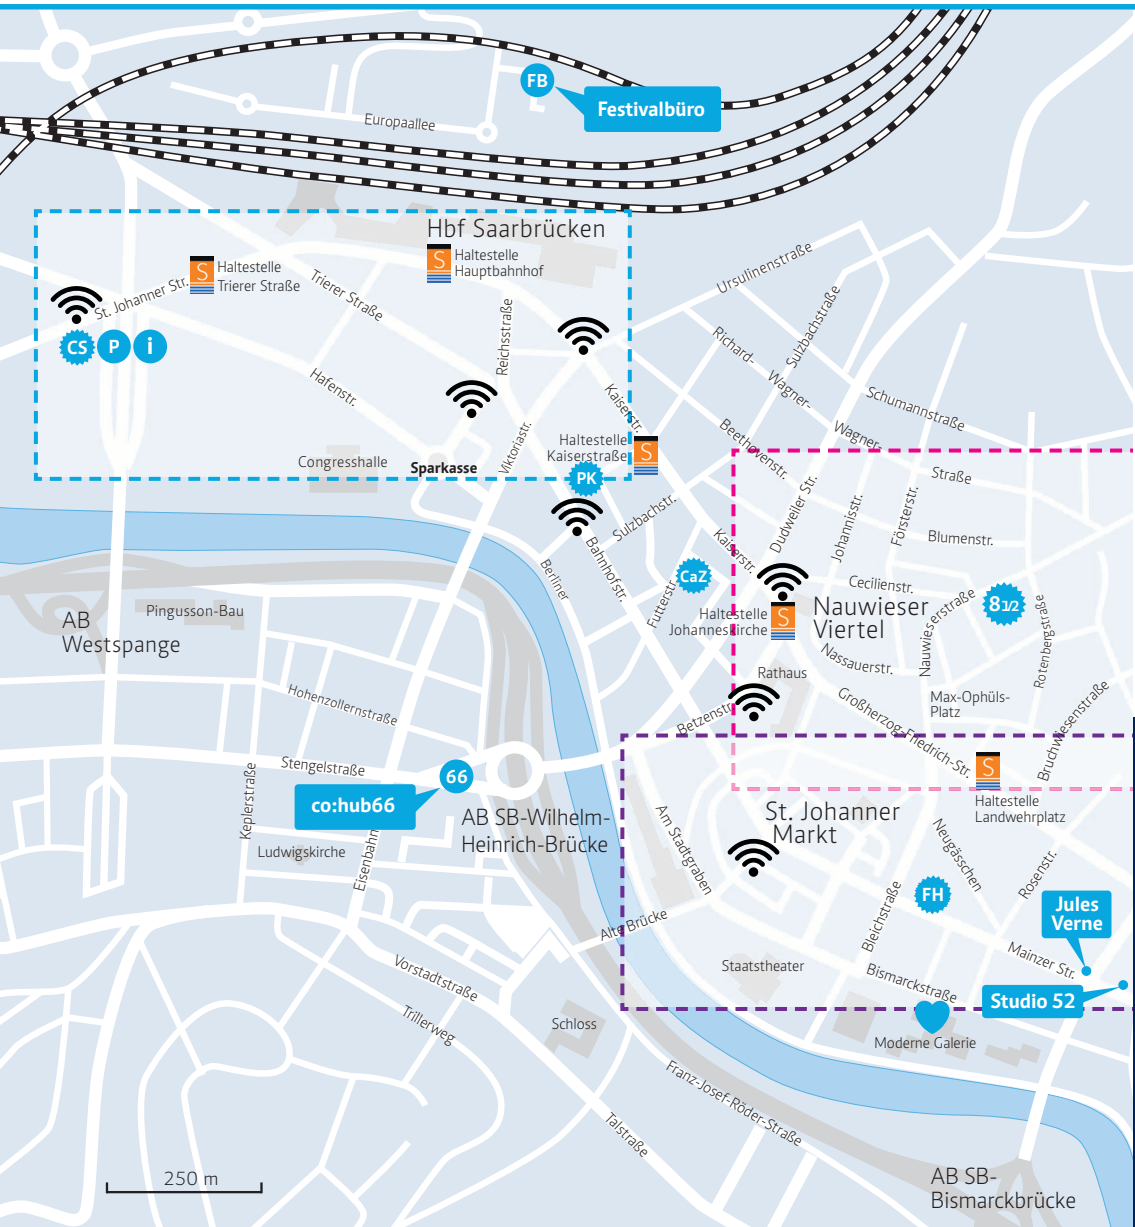 FB
Festivalbüro
Europaallee
Hbf Saarbrücken
Haltestelle
Hauptbahnhof
Haltestelle
Trierer Straße
St. Johanner Str.
Trierer Straße
CS
P
i
Reichsstraße
Hafenstr.
Kaiserstr.
Ursulinenstraße
Sulzbachstraße
Richard-
Wagner-
Wagner-
Straße
Schumannstraße
Beethovenstr.
Congresshalle
Sparkasse
Viktoriastr.
Haltestelle
Kaiserstraße
PK
Sulzbachstr.
Dudweiler Str.
Johannisstr.
Försterstr.
Blumenstr.
Kaiserstr.
Bahnhofstr.
Berliner
Futterstr.
CaZ
Cecilienstr.
8 1/2
Haltestelle
Johanneskirche
Nauwieser
Viertel
Nauwieserstraße
Rotenbergstraße
Nassauerstr.
Rathaus
Betzenstr.
Max-Ophüls-
Platz
Großherzog-Friedrich-Str.
Bruchwiesenstraße
AB
Westspange
Pingusson-Bau
Hohenzollernstraße
Stengelstraße
Keplerstraße
66
co:hub66
AB SB-Wilhelm-
Heinrich-Brücke
Ludwigskirche
Eisenbahn
Haltestelle
Landwehrplatz
St. Johanner
Markt
Am Stadtgraben
Neugässchen
Rosenstr.
Bleichstraße
FH
Jules
Verne
Mainzer Str.
Alte Brücke
Staatstheater
Bismarckstraße
Studio 52
Moderne Galerie
Vorstadtstraße
Trillerweg
Schloss
Franz-Josef-Röder-Straße
Talstraße
250 m
AB SB-
Bismarckbrücke
S
S
S
S
S